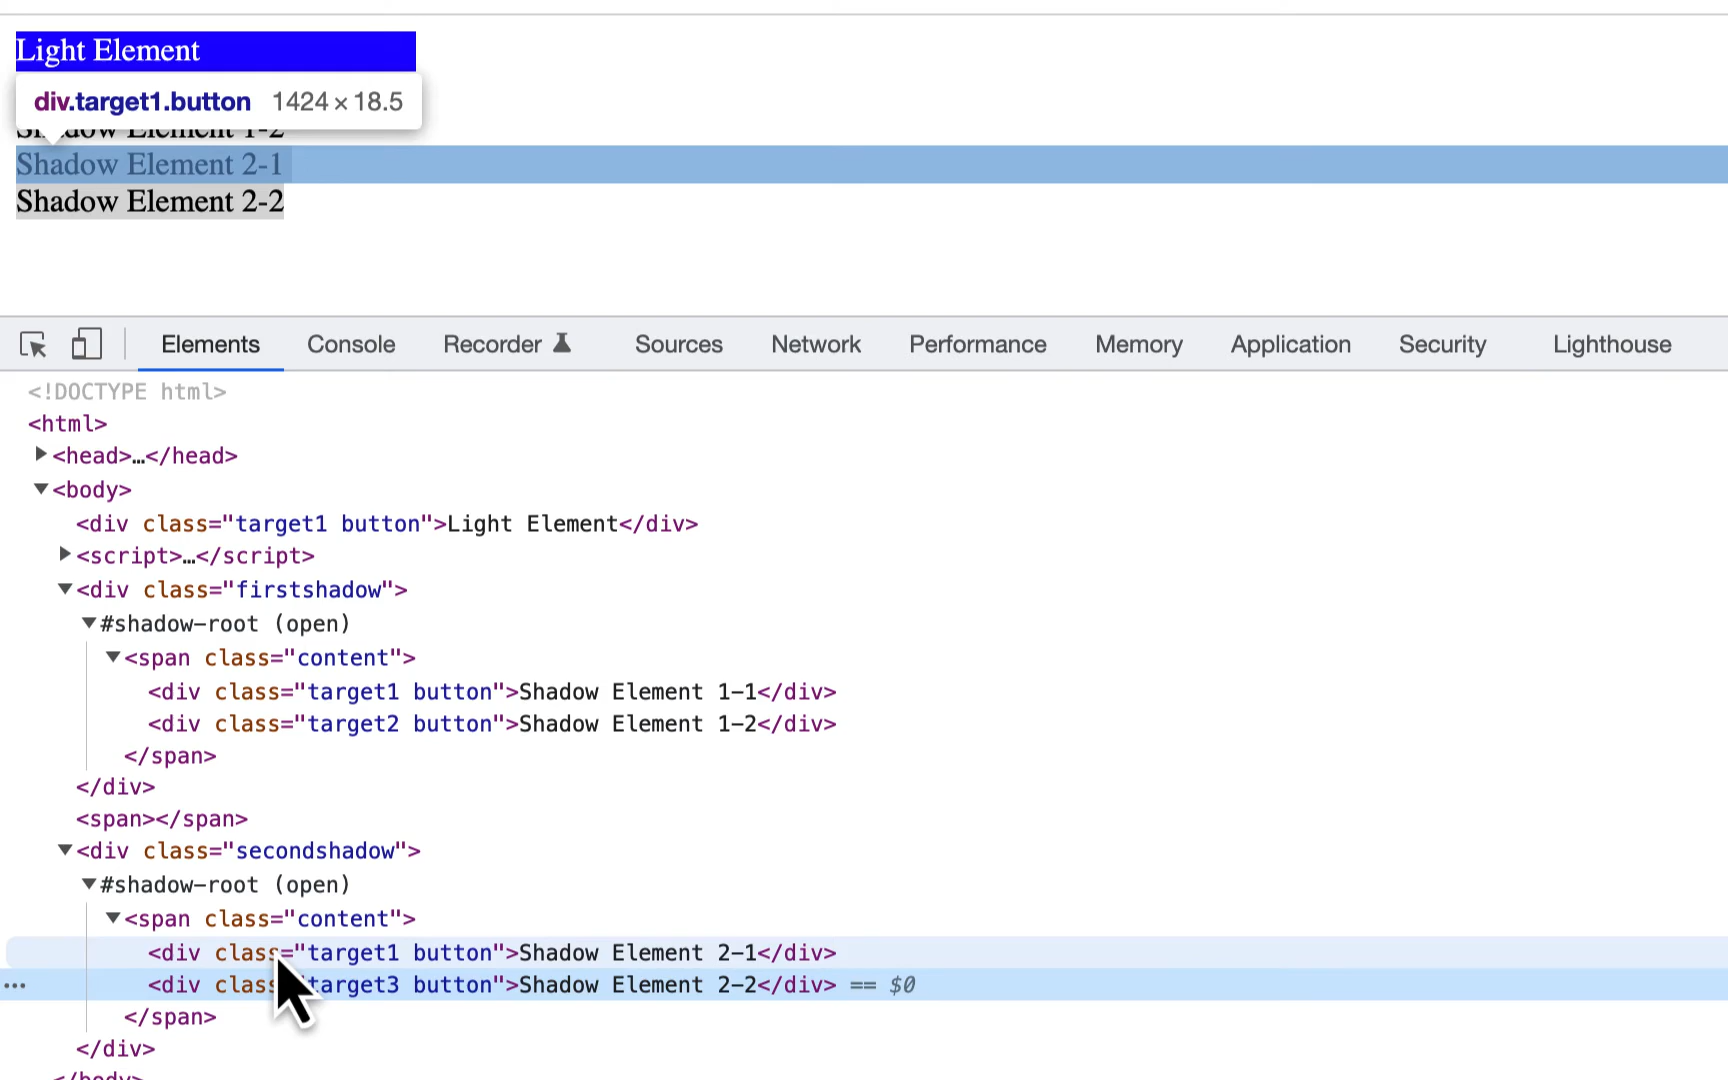 Light Element
div.target1.button 1424 × 18.5
Shadow Element 1-2
Shadow Element 2-1
Shadow Element 2-2
Elements Console Recorder Sources Network Performance Memory Application Security Lighthouse
<!DOCTYPE html>
<html>
<head>…</head>
<body>
<div class="target1 button">Light Element</div>
<script>…</script>
<div class="firstshadow">
#shadow-root (open)
<span class="content">
<div class="target1 button">Shadow Element 1-1</div>
<div class="target2 button">Shadow Element 1-2</div>
</span>
</div>
<span></span>
<div class="secondshadow">
#shadow-root (open)
<span class="content">
<div class="target1 button">Shadow Element 2-1</div>
<div class="target3 button">Shadow Element 2-2</div> == $0
</span>
</div>
</body>